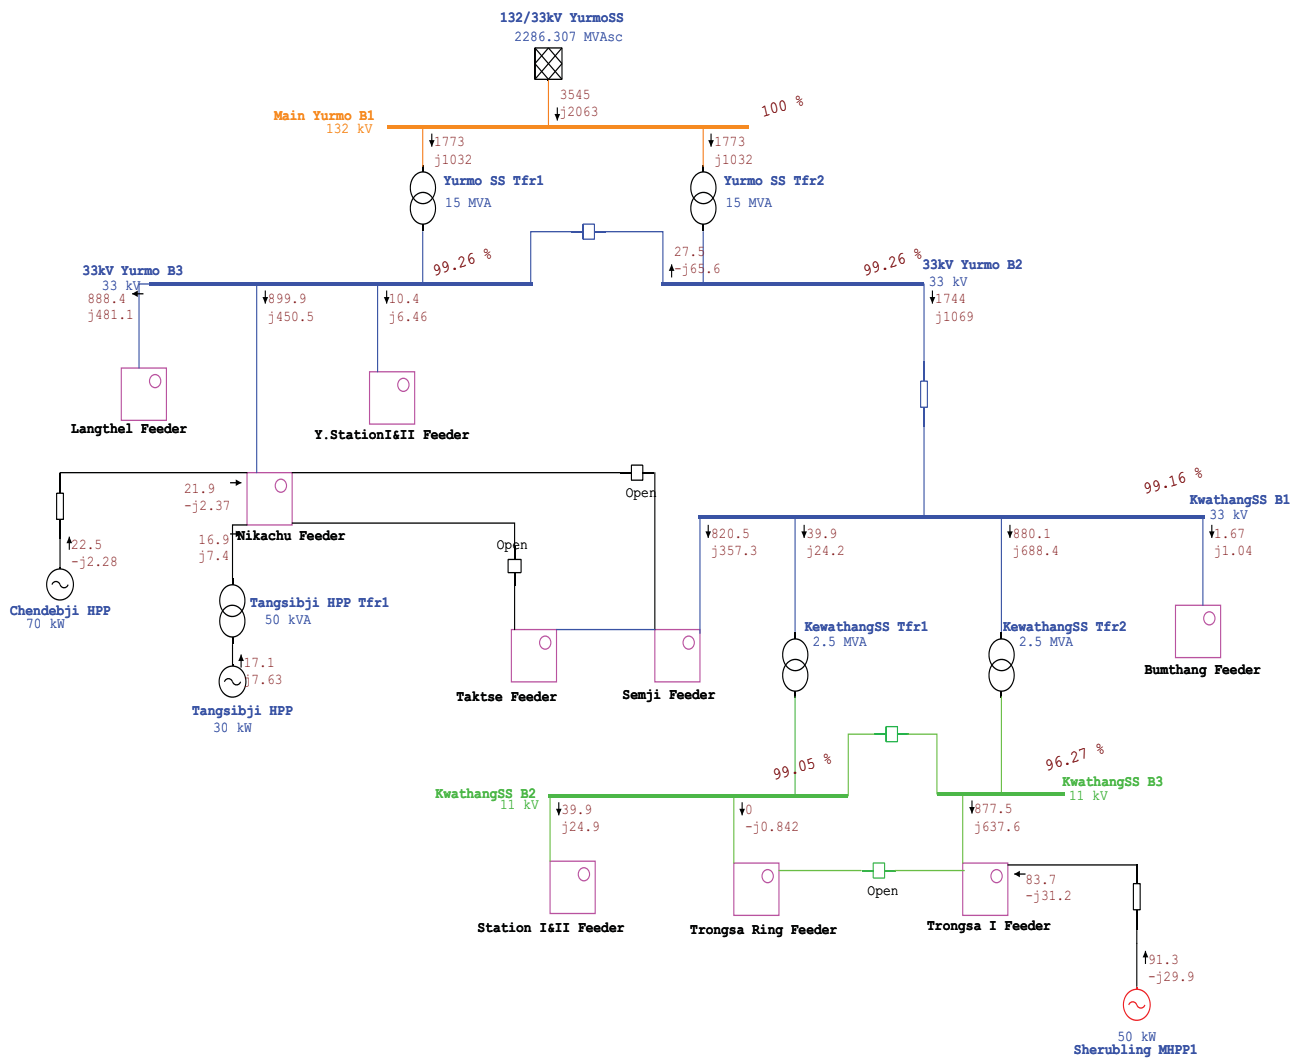 132/33kV YurmoSS
2286.307 MVAsc
3545
j2063
100 %
Main Yurmo B1
132 kV
1773
j1032
1773
j1032
Yurmo SS Tfr1
15 MVA
Yurmo SS Tfr2
15 MVA
99.26 %
27.5
-j65.6
99.26 %
33kV Yurmo B3
33 kV
33kV Yurmo B2
33 kV
888.4
j481.1
899.9
j450.5
10.4
j6.46
1744
j1069
Langthel Feeder
Y.StationI&II Feeder
Open
99.16 %
KwathangSS B1
33 kV
21.9
-j2.37
Nikachu Feeder
16.9
j7.4
Open
22.5
-j2.28
820.5
j357.3
39.9
j24.2
880.1
j688.4
1.67
j1.04
Chendebji HPP
70 kW
Tangsibji HPP Tfr1
50 kVA
17.1
j7.63
Tangsibji HPP
30 kW
Taktse Feeder
Semji Feeder
KewathangSS Tfr1
2.5 MVA
KewathangSS Tfr2
2.5 MVA
Bumthang Feeder
99.05 %
96.27 %
KwathangSS B2
11 kV
KwathangSS B3
11 kV
39.9
j24.9
0
-j0.842
877.5
j637.6
Open
83.7
-j31.2
Station I&II Feeder
Trongsa Ring Feeder
Trongsa I Feeder
91.3
-j29.9
50 kW
Sherubling MHPP1